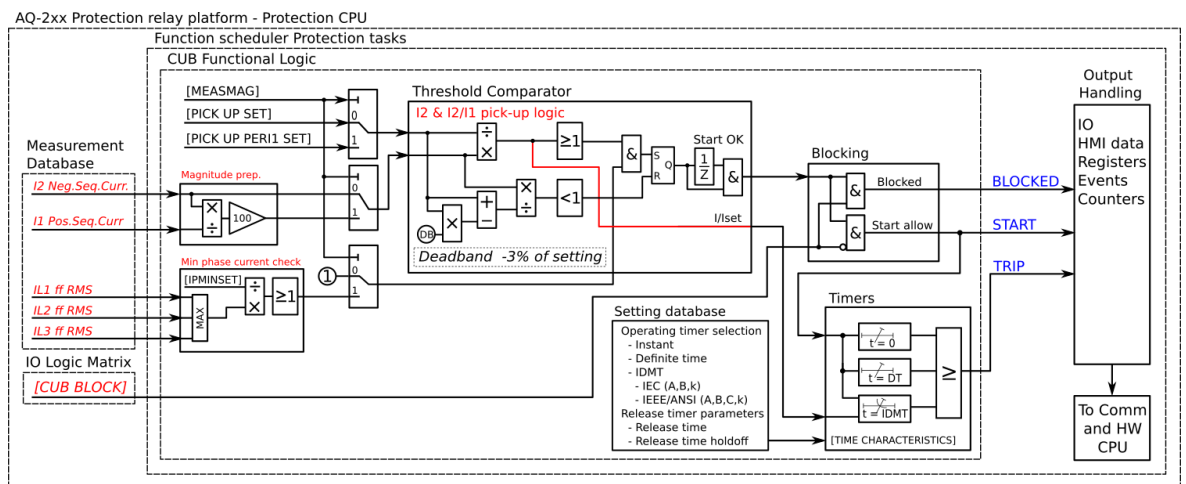 AQ-2xx Protection relay platform - Protection CPU
Function scheduler Protection tasks
CUB Functional Logic
[MEASMAG]
[PICK UP SET]
[PICK UP PERI1 SET]
0
1
Threshold Comparator
I2 & I2/I1 pick-up logic
÷
×
≥1
&
S
R
Q
Start OK
1
Z
&
÷
×
<1
+
−
×
DB
I/Iset
Deadband -3% of setting
Measurement
Database
I2 Neg.Seq.Curr.
I1 Pos.Seq.Curr
IL1 ff RMS
IL2 ff RMS
IL3 ff RMS
Magnitude prep.
×
÷
100
0
1
Min phase current check
[IPMINSET]
MAX
÷
×
≥1
1
0
1
IO Logic Matrix
[CUB BLOCK]
Setting database
Operating timer selection
- Instant
- Definite time
- IDMT
- IEC (A,B,k)
- IEEE/ANSI (A,B,C,k)
Release timer parameters
- Release time
- Release time holdoff
Blocking
&
Blocked
&
Start allow
Timers
t = 0
t = DT
t = IDMT
≥
[TIME CHARACTERISTICS]
BLOCKED
START
TRIP
Output
Handling
IO
HMI data
Registers
Events
Counters
To Comm
and HW
CPU